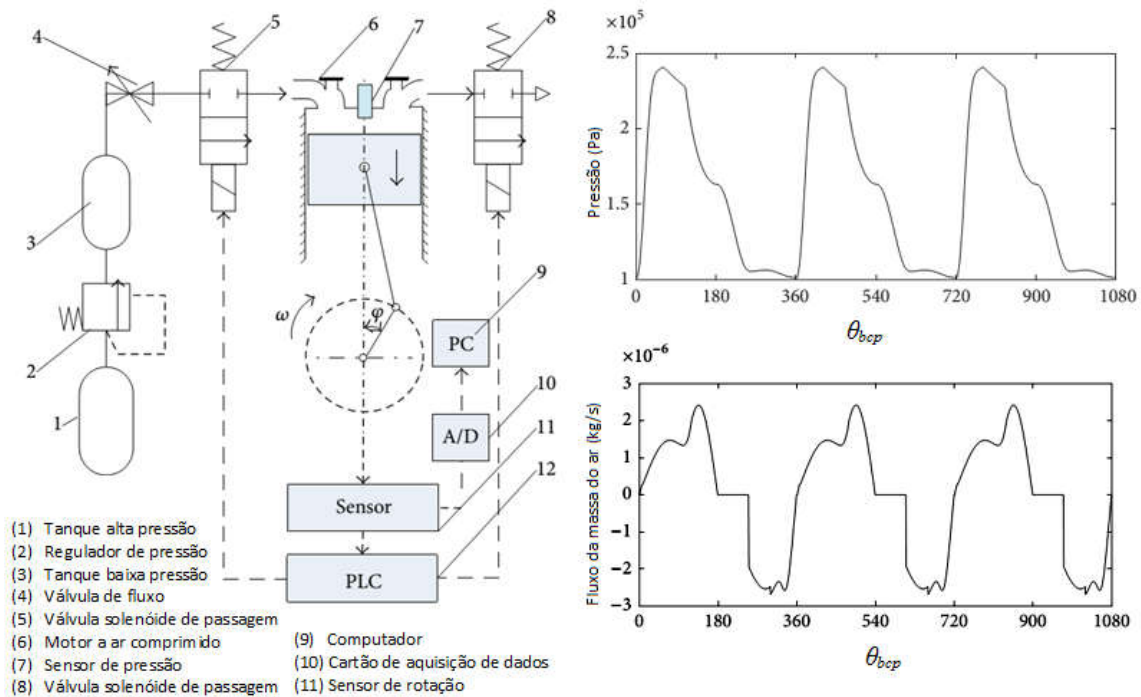 4
5
6
7
8
3
2
1
ω
φ
PC
9
A/D
10
11
12
Sensor
PLC
(1) Tanque alta pressão
(2) Regulador de pressão
(3) Tanque baixa pressão
(4) Válvula de fluxo
(5) Válvula solenóide de passagem
(6) Motor a ar comprimido
(7) Sensor de pressão
(8) Válvula solenóide de passagem
(9) Computador
(10) Cartão de aquisição de dados
(11) Sensor de rotação
×10⁵
2.5
2
1.5
1
Pressão (Pa)
0 180 360 540 720 900 1080
θbcp
×10⁻⁶
3
2
1
0
−1
−2
−3
Fluxo da massa do ar (kg/s)
0 180 360 540 720 900 1080
θbcp